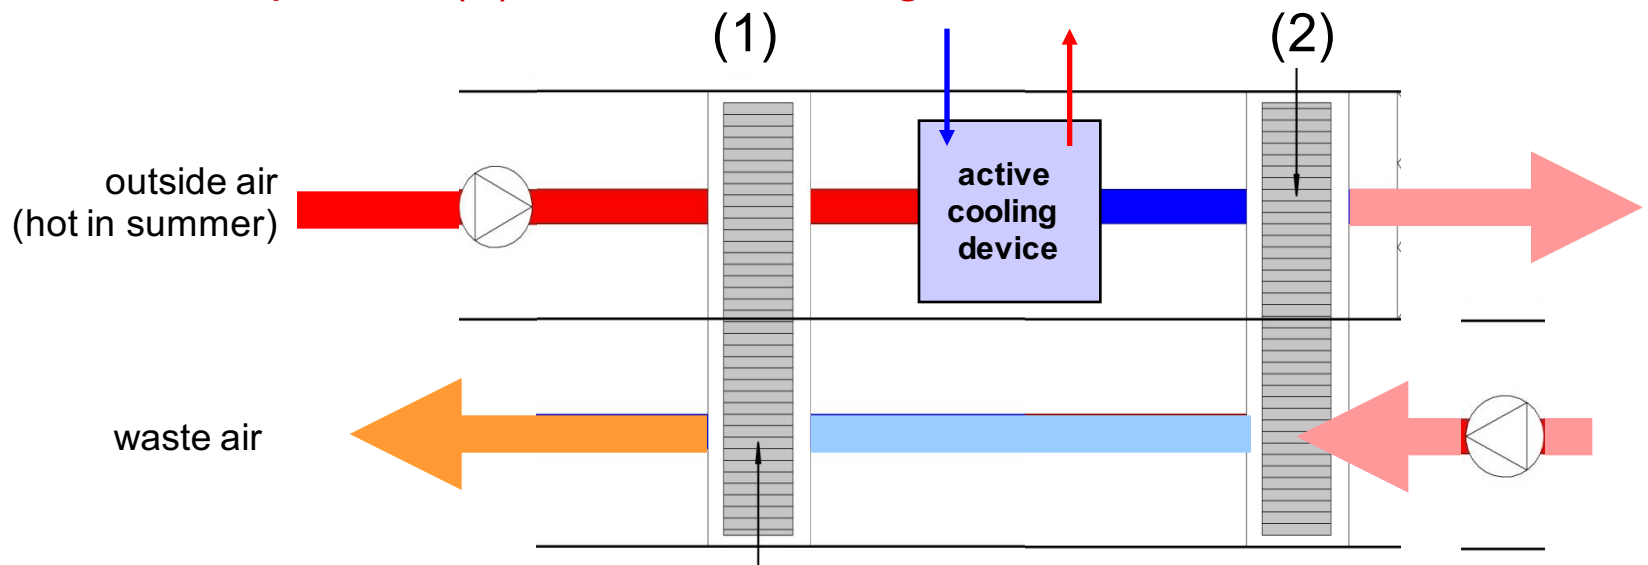 (1)
(2)
outside air
(hot in summer)
active
cooling
device
waste air